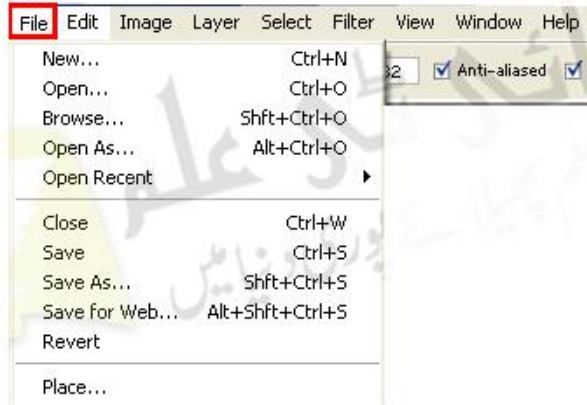 File Edit Image Layer Select Filter View Window Help
32 Anti-aliased
New... Ctrl+N
Open... Ctrl+O
Browse... Shft+Ctrl+O
Open As... Alt+Ctrl+O
Open Recent
Close Ctrl+W
Save Ctrl+S
Save As... Shft+Ctrl+S
Save for Web... Alt+Shft+Ctrl+S
Revert
Place...